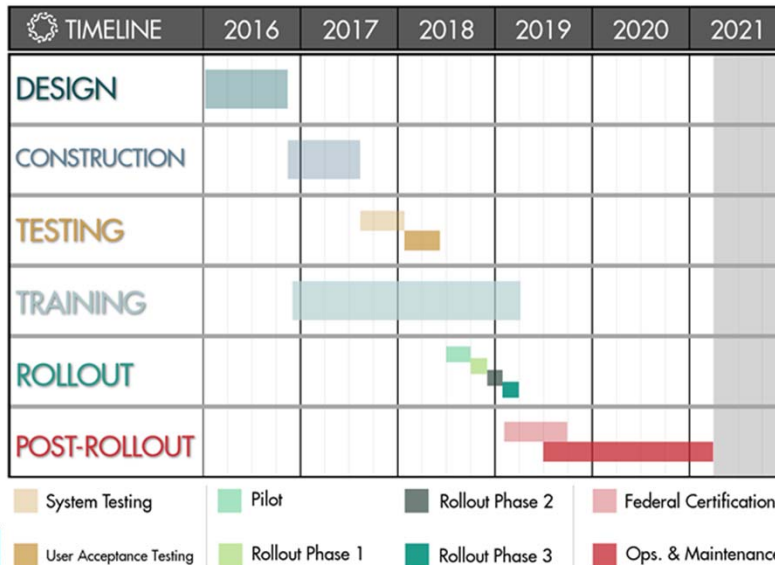 TIMELINE 2016 2017 2018 2019 2020 2021
DESIGN
CONSTRUCTION
TESTING
TRAINING
ROLLOUT
POST-ROLLOUT
System Testing Pilot Rollout Phase 2 Federal Certification
User Acceptance Testing Rollout Phase 1 Rollout Phase 3 Ops. & Maintenance